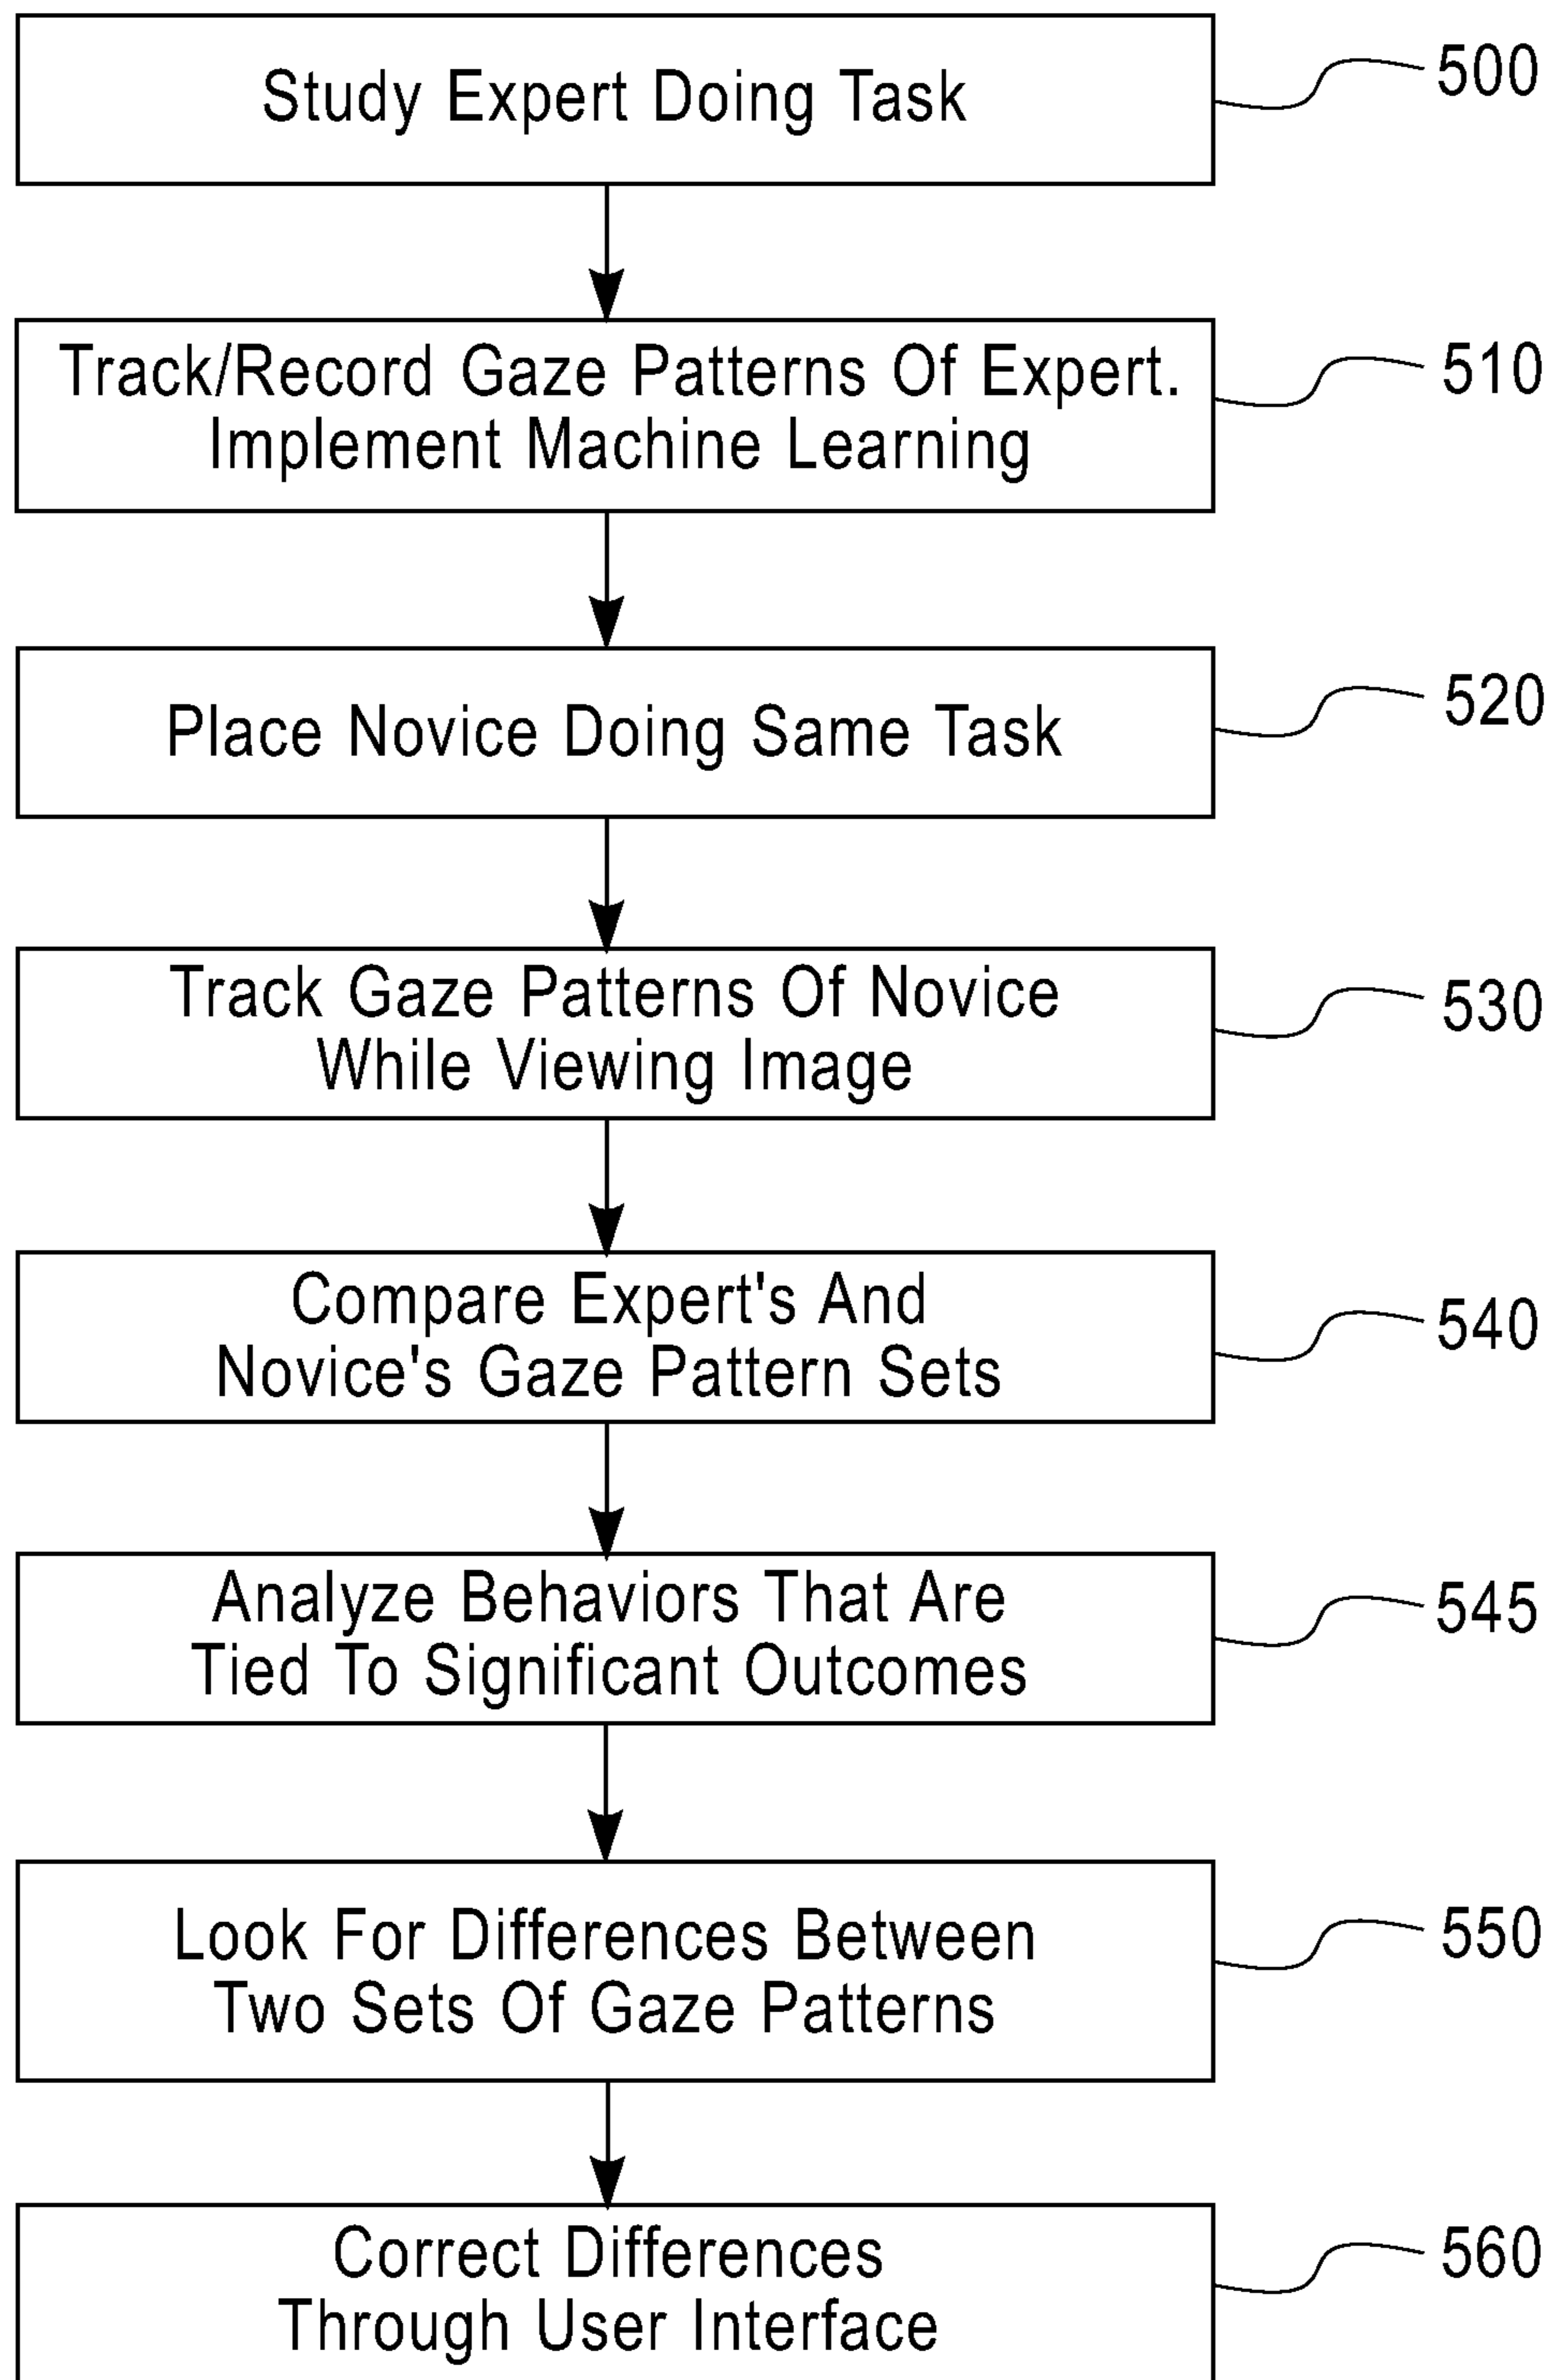 Study Expert Doing Task
500
Track/Record Gaze Patterns Of Expert.
Implement Machine Learning
510
Place Novice Doing Same Task
520
Track Gaze Patterns Of Novice
While Viewing Image
530
Compare Expert's And
Novice's Gaze Pattern Sets
540
Analyze Behaviors That Are
Tied To Significant Outcomes
545
Look For Differences Between
Two Sets Of Gaze Patterns
550
Correct Differences
Through User Interface
560